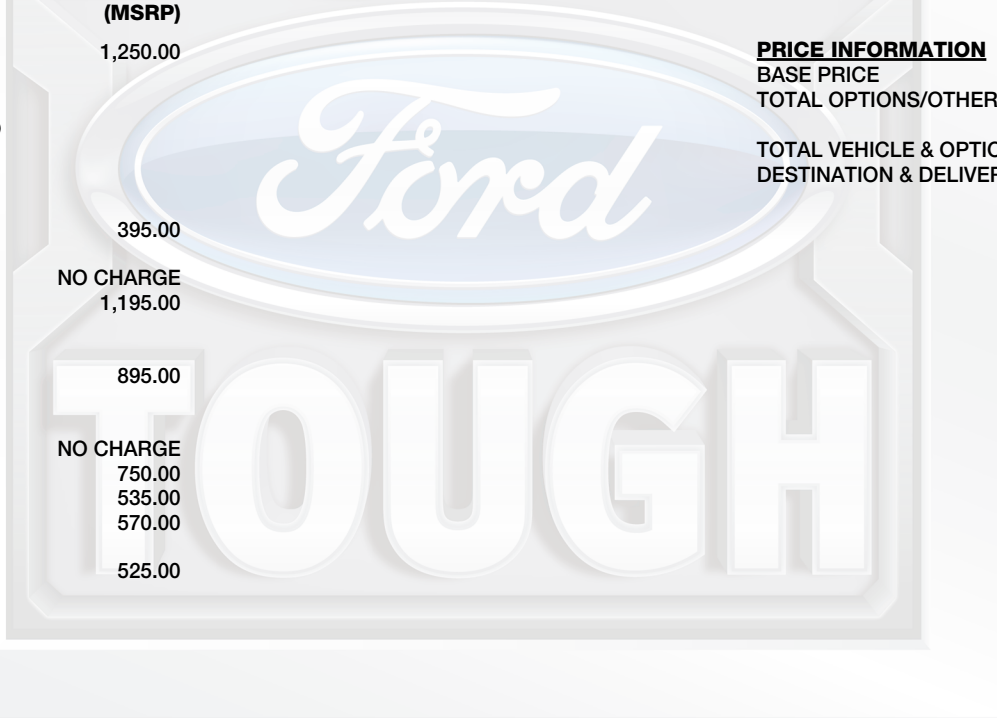 (MSRP)
1,250.00
395.00
NO CHARGE
1,195.00
895.00
NO CHARGE
750.00
535.00
570.00
525.00
PRICE INFORMATION
BASE PRICE
TOTAL OPTIONS/OTHER
TOTAL VEHICLE & OPTIO
DESTINATION & DELIVER
Ford
TOUGH